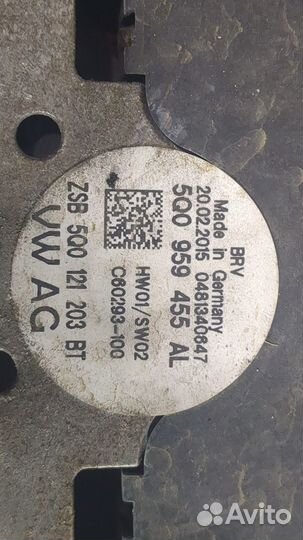 BRV
Made in Germany
20.02.2015 0481340647
5Q0 959 455 AL
HW01/SW02
C60293-100
ZSB 5Q0 121 203 BT
VW AG
Avito